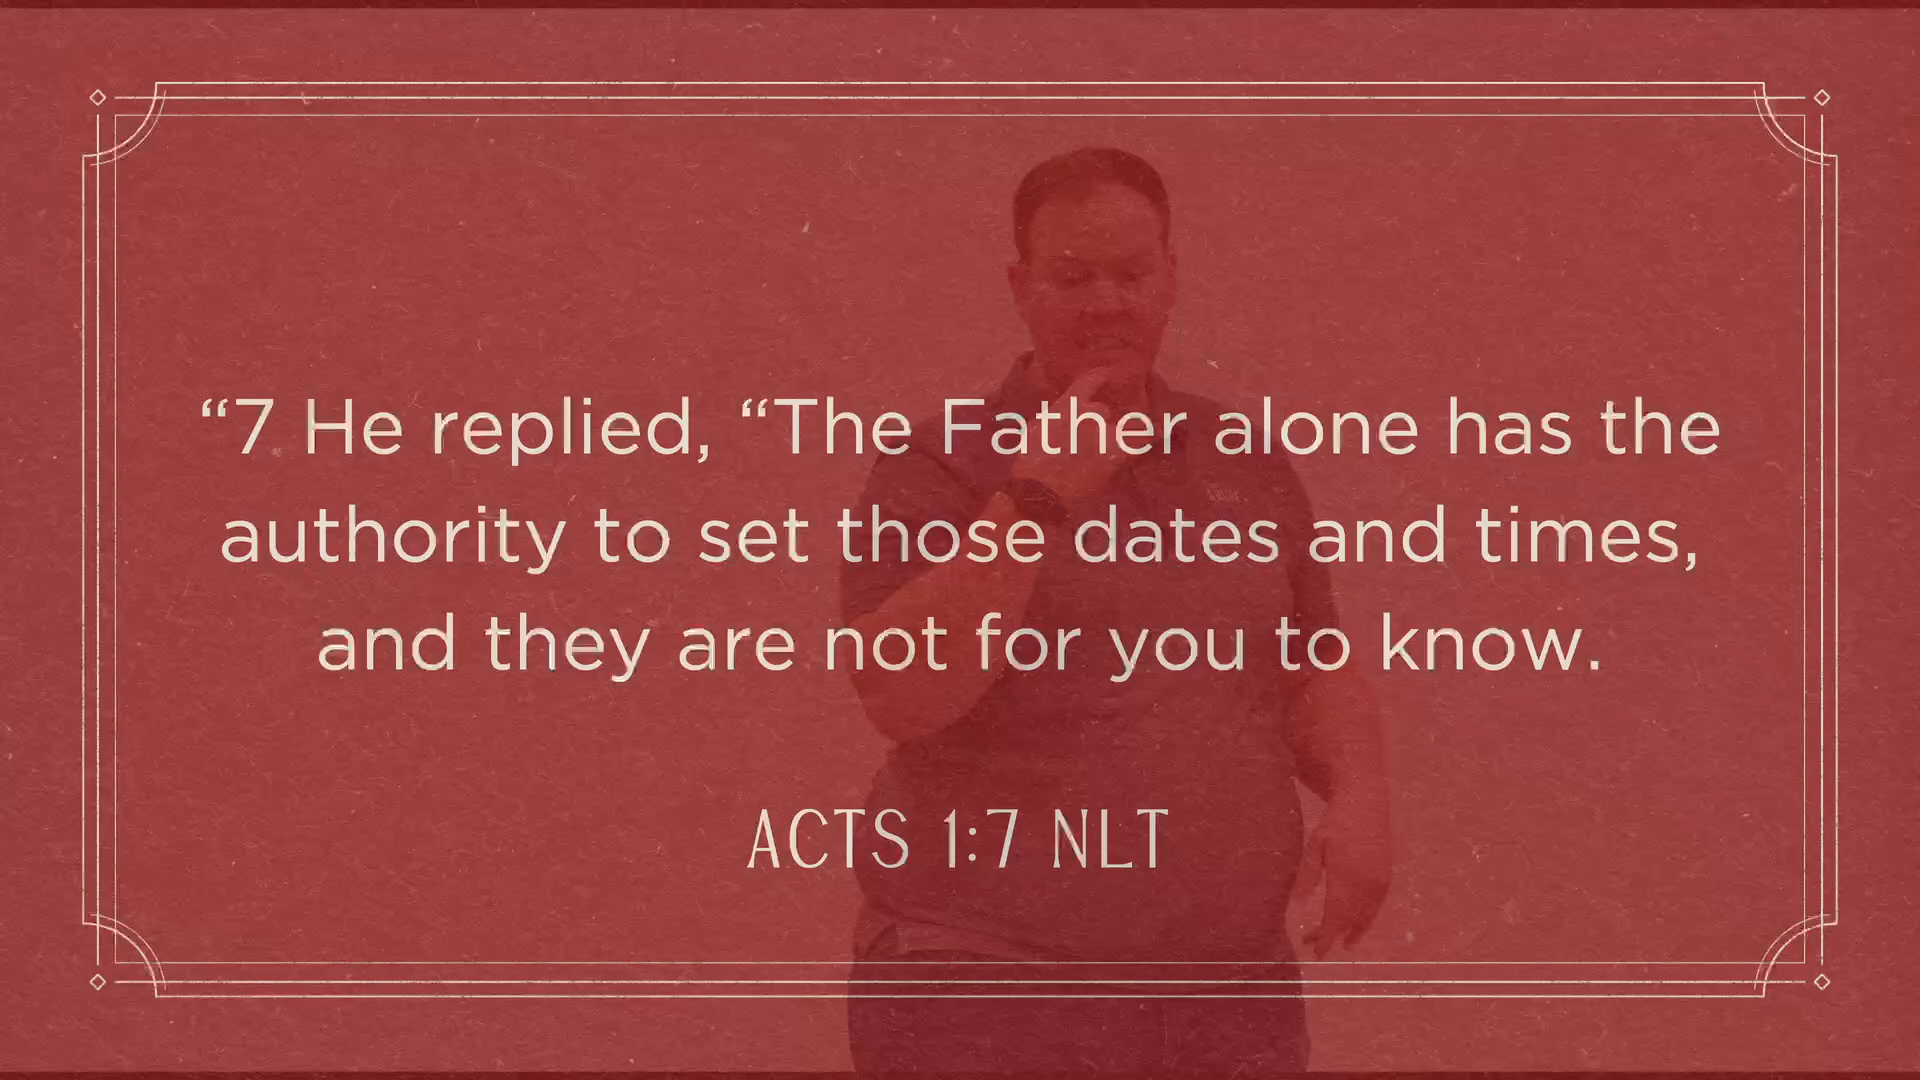 “7 He replied, “The Father alone has the
authority to set those dates and times,
and they are not for you to know.
ACTS 1:7 NLT